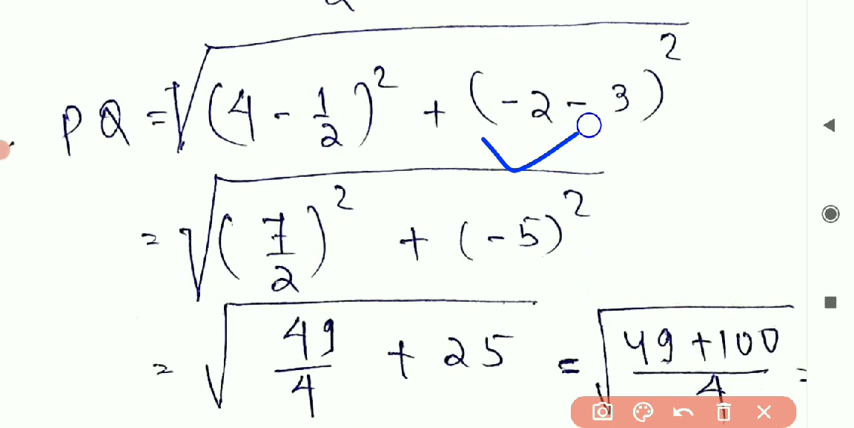 PQ = √((4 - 1/2)² + (-2 - 3)²)
= √((7/2)² + (-5)²)
= √(49/4 + 25) = √((49+100)/4) =